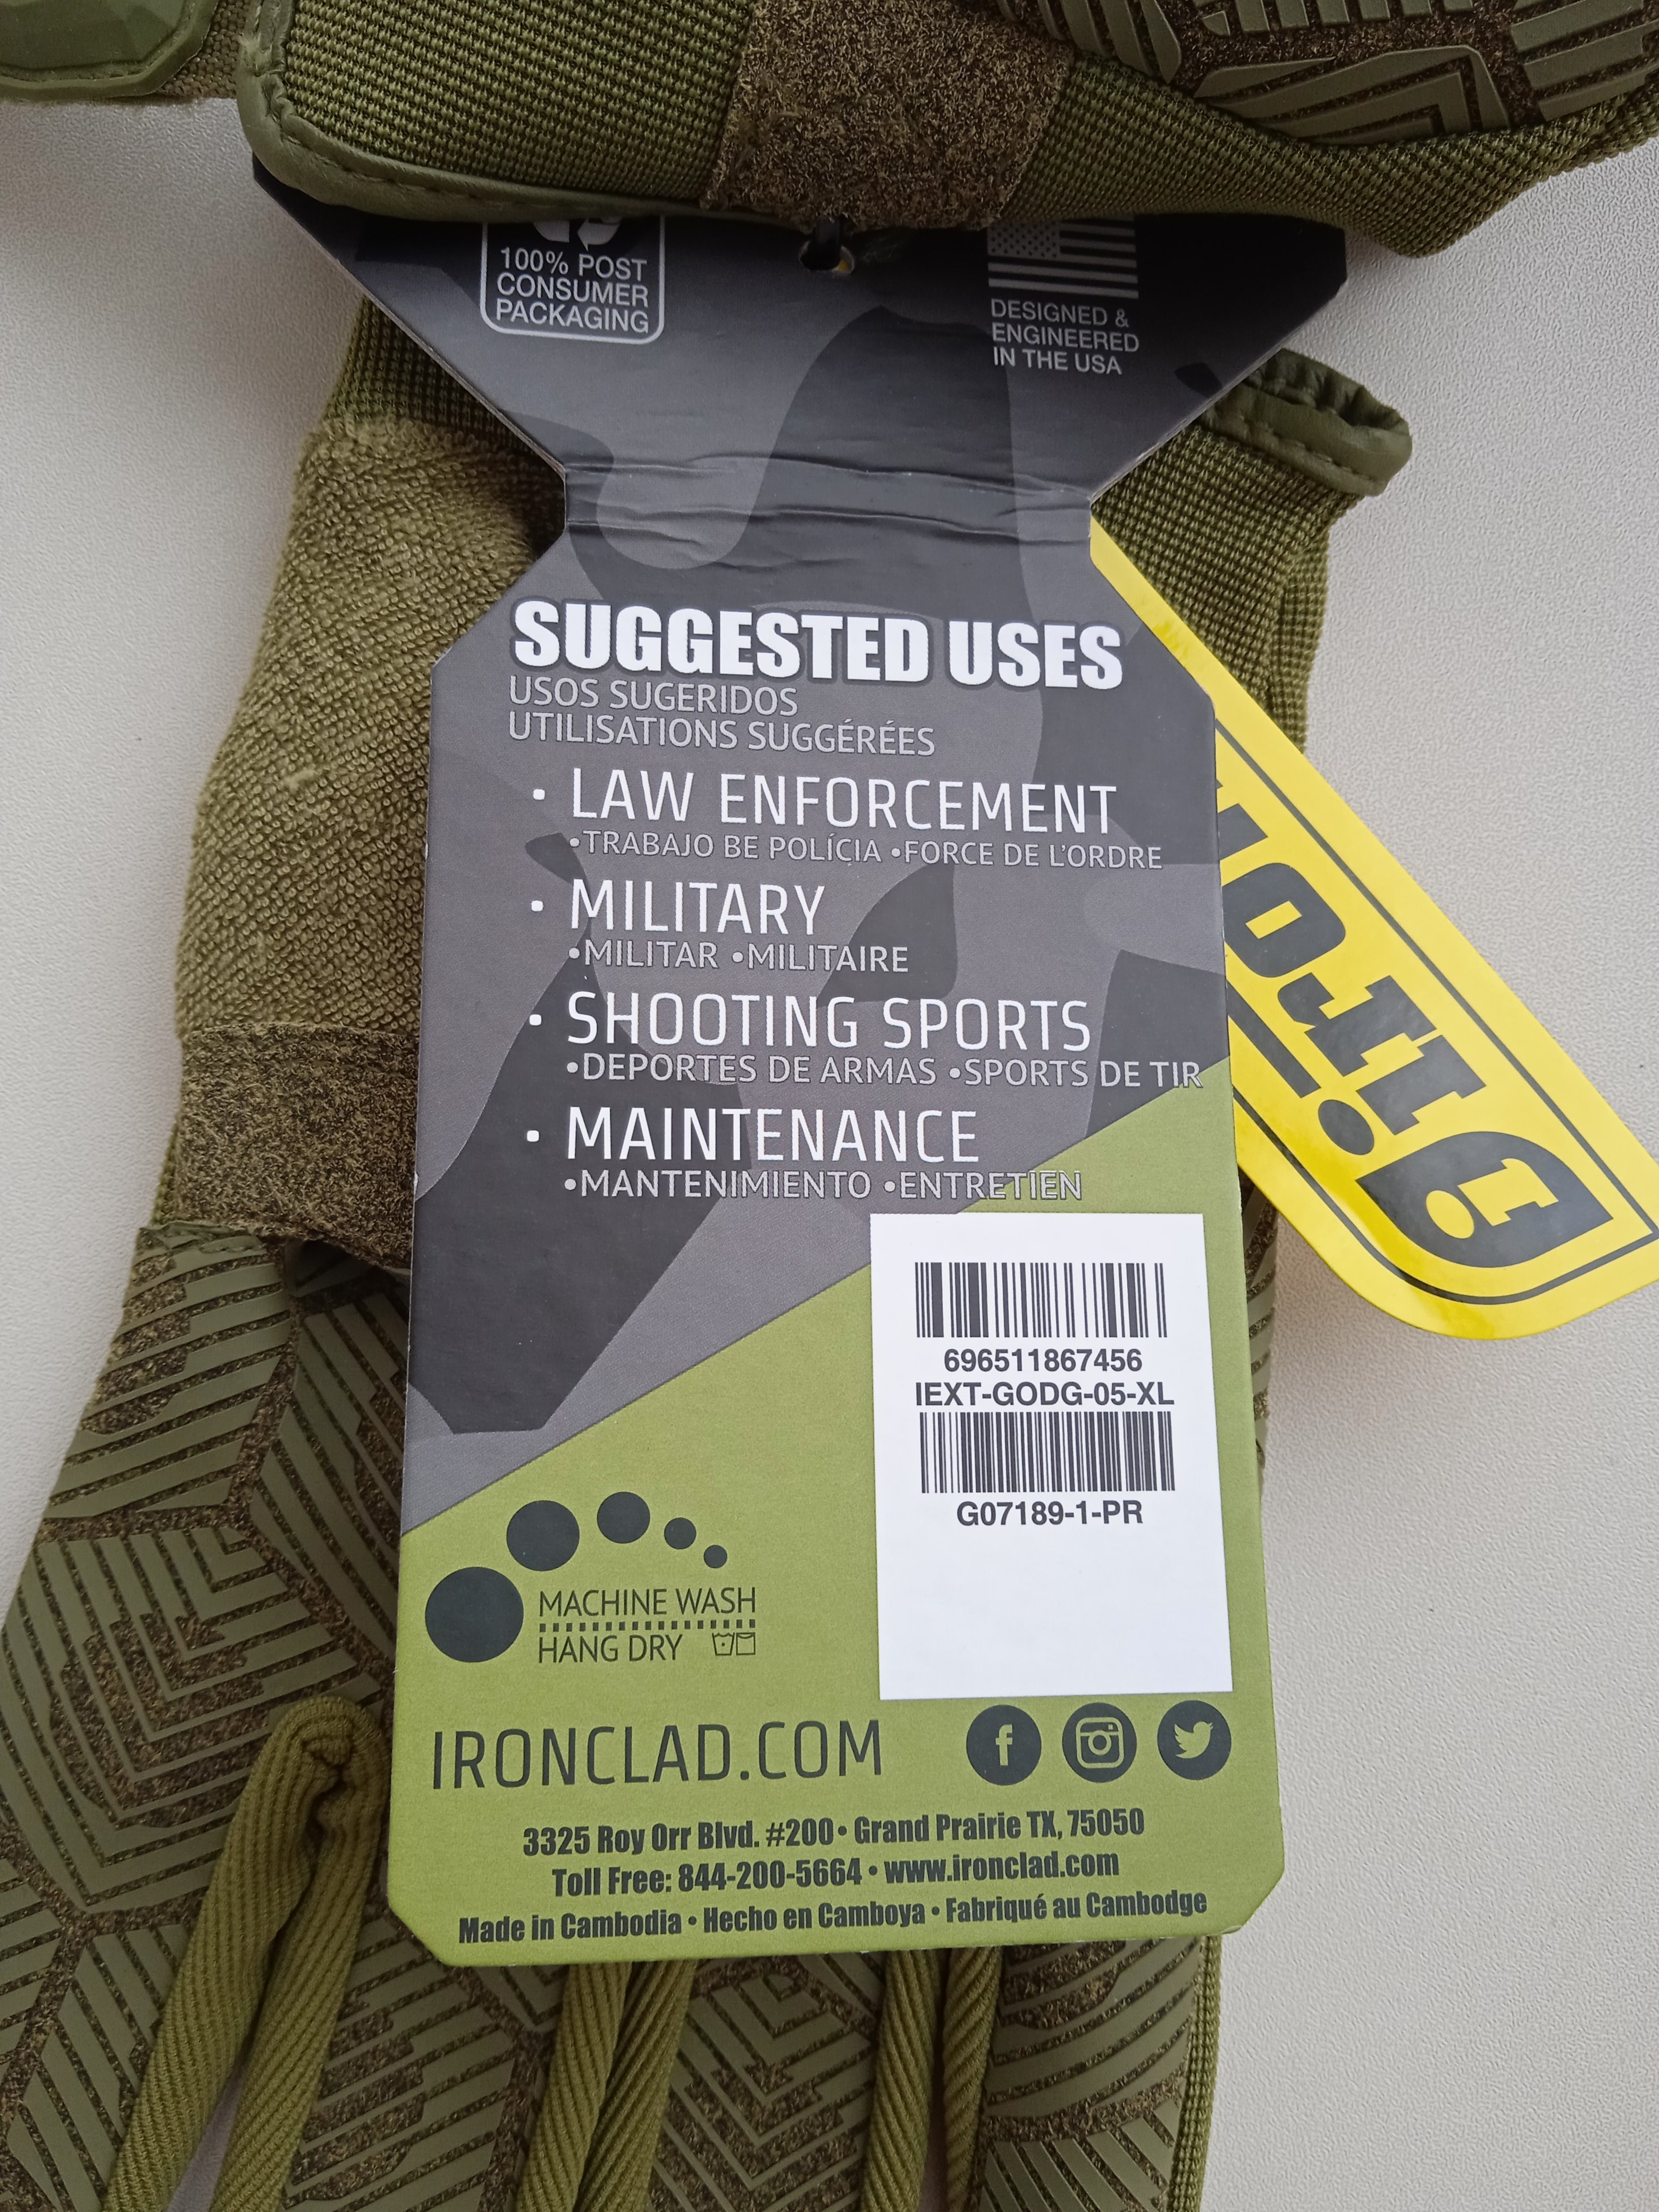 100% POST
CONSUMER
PACKAGING
DESIGNED &
ENGINEERED
IN THE USA
SUGGESTED USES
USOS SUGERIDOS
UTILISATIONS SUGGÉRÉES
• LAW ENFORCEMENT
•TRABAJO BE POLÍCIA •FORCE DE L'ORDRE
• MILITARY
•MILITAR •MILITAIRE
• SHOOTING SPORTS
•DEPORTES DE ARMAS •SPORTS DE TIR
• MAINTENANCE
•MANTENIMIENTO •ENTRETIEN
696511867456
IEXT-GODG-05-XL
G07189-1-PR
MACHINE WASH
HANG DRY
IRONCLAD.COM
3325 Roy Orr Blvd. #200 • Grand Prairie TX, 75050
Toll Free: 844-200-5664 • www.ironclad.com
Made in Cambodia • Hecho en Camboya • Fabriqué au Cambodge